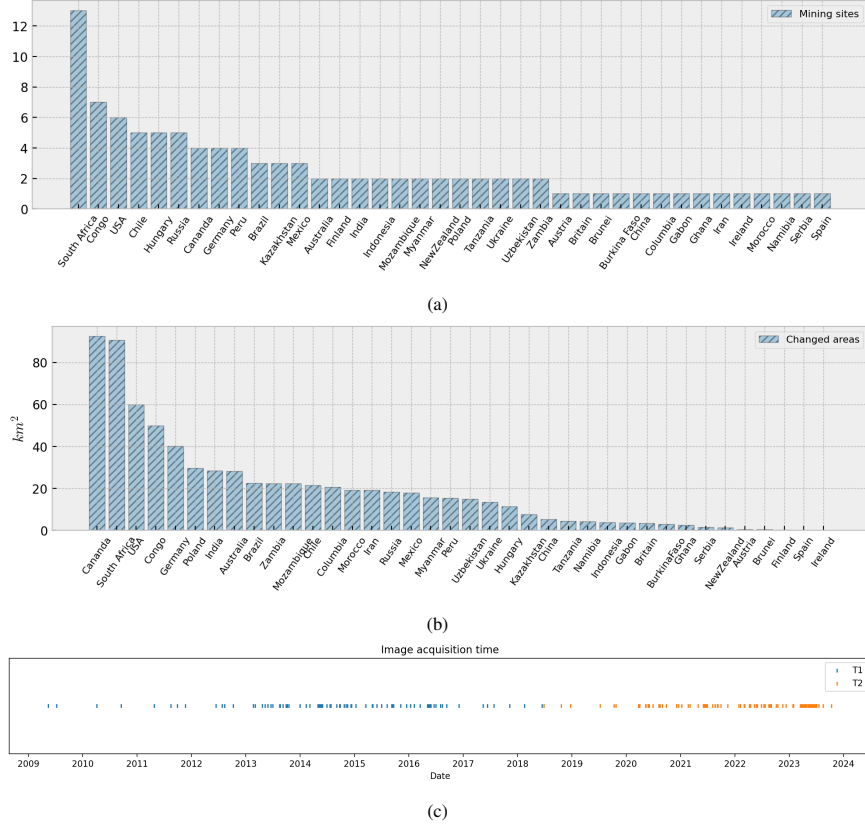 12
10
8
6
4
2
0
Mining sites
South Africa
Congo
USA
Chile
Hungary
Russia
Cananda
Germany
Peru
Brazil
Kazakhstan
Mexico
Australia
Finland
India
Indonesia
Mozambique
Myanmar
NewZealand
Poland
Tanzania
Ukraine
Uzbekistan
Zambia
Austria
Britain
Brunei
Burkina Faso
China
Columbia
Gabon
Ghana
Iran
Ireland
Morocco
Namibia
Serbia
Spain
(a)
80
60
40
20
0
km²
Changed areas
Cananda
South Africa
USA
Congo
Germany
Poland
India
Australia
Brazil
Zambia
Mozambique
Chile
Columbia
Morocco
Iran
Russia
Mexico
Myanmar
Peru
Uzbekistan
Ukraine
Hungary
Kazakhstan
China
Tanzania
Namibia
Indonesia
Gabon
Britain
BurkinaFaso
Ghana
Serbia
NewZealand
Austria
Brunei
Finland
Spain
Ireland
(b)
Image acquisition time
T1
T2
2009 2010 2011 2012 2013 2014 2015 2016 2017 2018 2019 2020 2021 2022 2023 2024
Date
(c)